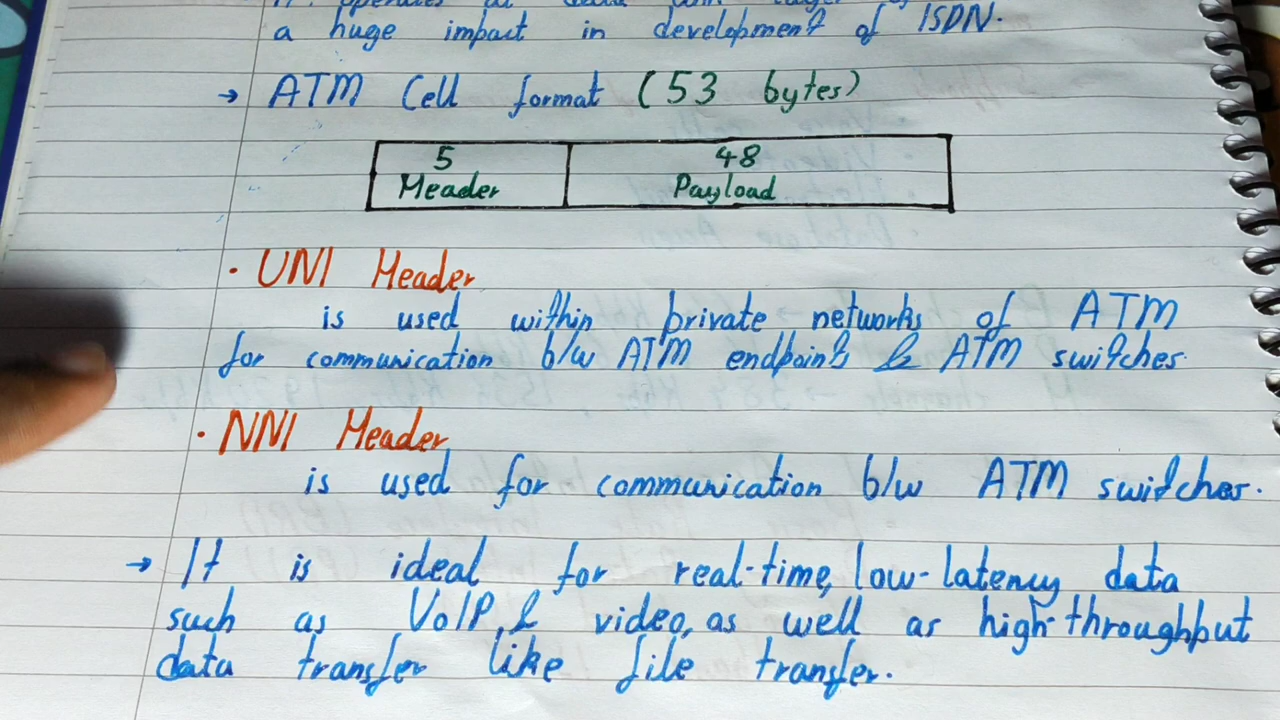 a huge impact in development of ISDN.
→ ATM Cell format (53 bytes)
5 48
Header Payload
• UNI Header
is used within private networks of ATM
for communication b/w ATM endpoints & ATM switches.
• NNI Header
is used for communication b/w ATM switches.
→ It is ideal for real-time, low-latency data
such as VoIP, & video, as well as high-throughput
data transfer like file transfer.